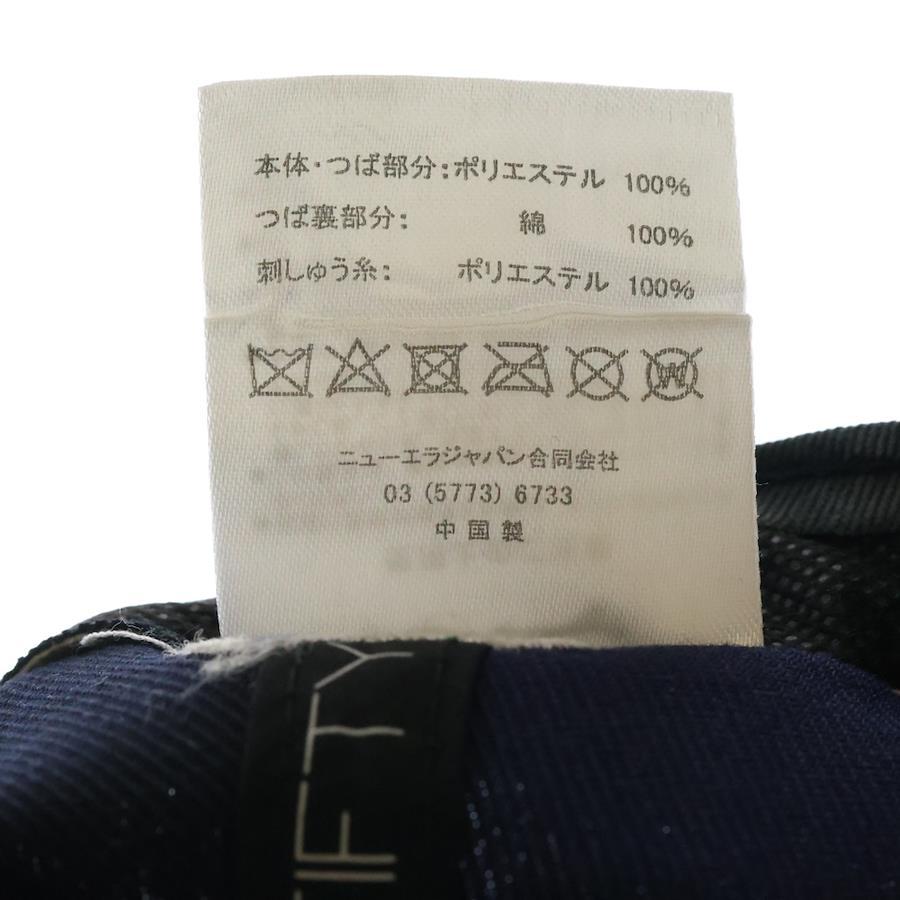 本体・つば部分:ポリエステル 100%
つば裏部分: 綿 100%
刺しゅう糸: ポリエステル 100%
W
ニューエラジャパン合同会社
03 (5773) 6733
中国製
FIFTY